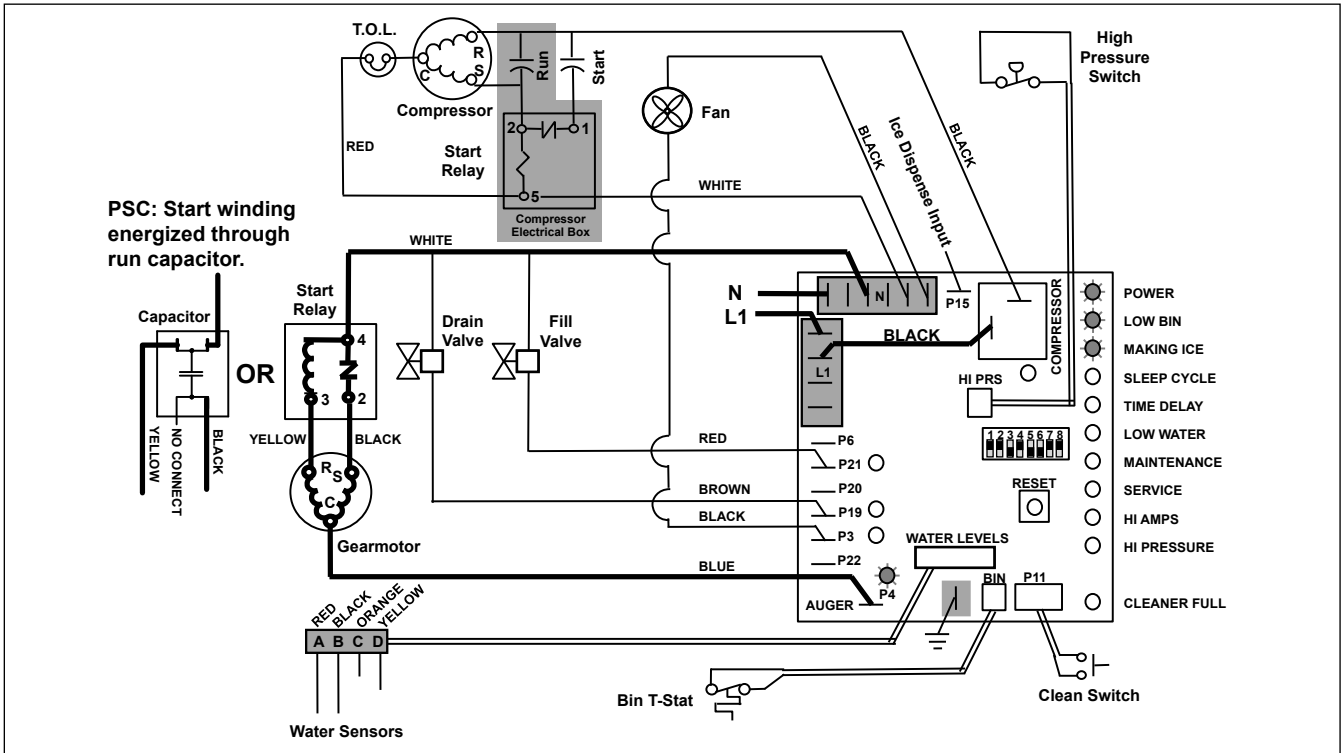 T.O.L.
R
S
C
Compressor
Run
Start
2
1
Start
Relay
5
Compressor
Electrical Box
RED
WHITE
Fan
BLACK
Ice Dispense Input
BLACK
High
Pressure
Switch
PSC: Start winding
energized through
run capacitor.
Capacitor
YELLOW
NO CONNECT
BLACK
OR
WHITE
Start
Relay
4
3
2
YELLOW
BLACK
R
S
C
Gearmotor
Drain
Valve
Fill
Valve
N
L1
N
P15
BLACK
L1
COMPRESSOR
HI PRS
1 2 3 4 5 6 7 8
RESET
POWER
LOW BIN
MAKING ICE
SLEEP CYCLE
TIME DELAY
LOW WATER
MAINTENANCE
SERVICE
HI AMPS
HI PRESSURE
CLEANER FULL
RED
BROWN
BLACK
BLUE
P6
P21
P20
P19
P3
P22
P4
AUGER
WATER LEVELS
BIN
P11
RED
BLACK
ORANGE
YELLOW
A B C D
Water Sensors
Bin T-Stat
Clean Switch